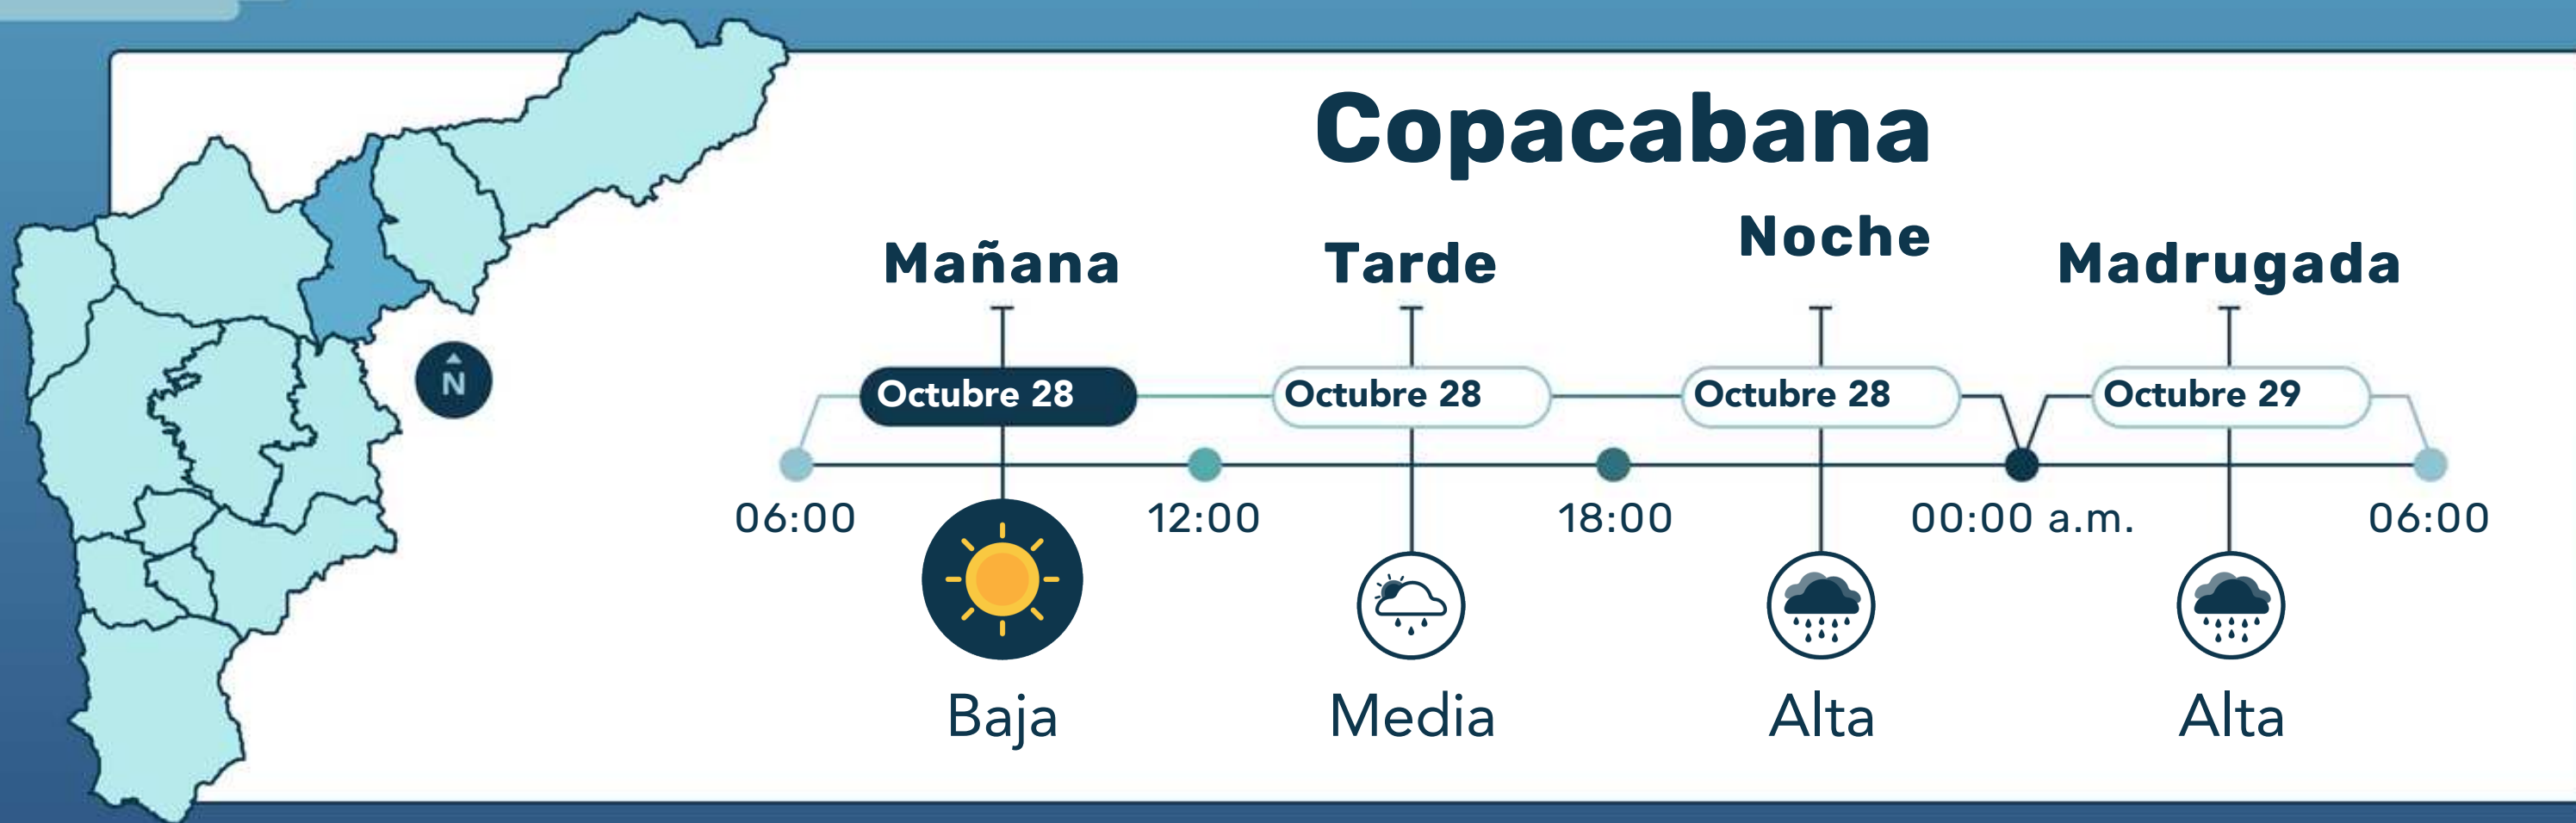 Copacabana
Mañana Tarde Noche Madrugada
Octubre 28 Octubre 28 Octubre 28 Octubre 29
N
06:00 12:00 18:00 00:00 a.m. 06:00
Baja Media Alta Alta